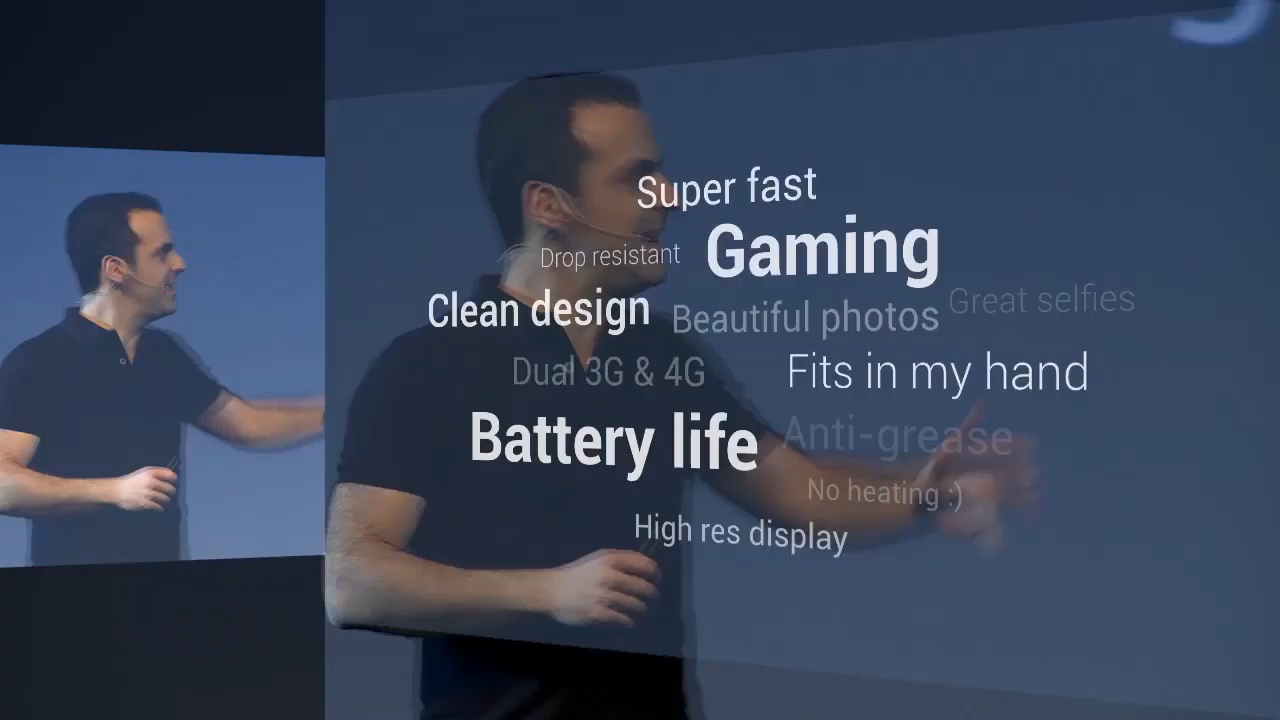 Super fast
Drop resistant
Gaming
Clean design
Beautiful photos
Great selfies
Dual 3G & 4G
Fits in my hand
Battery life
Anti-grease
No heating :)
High res display